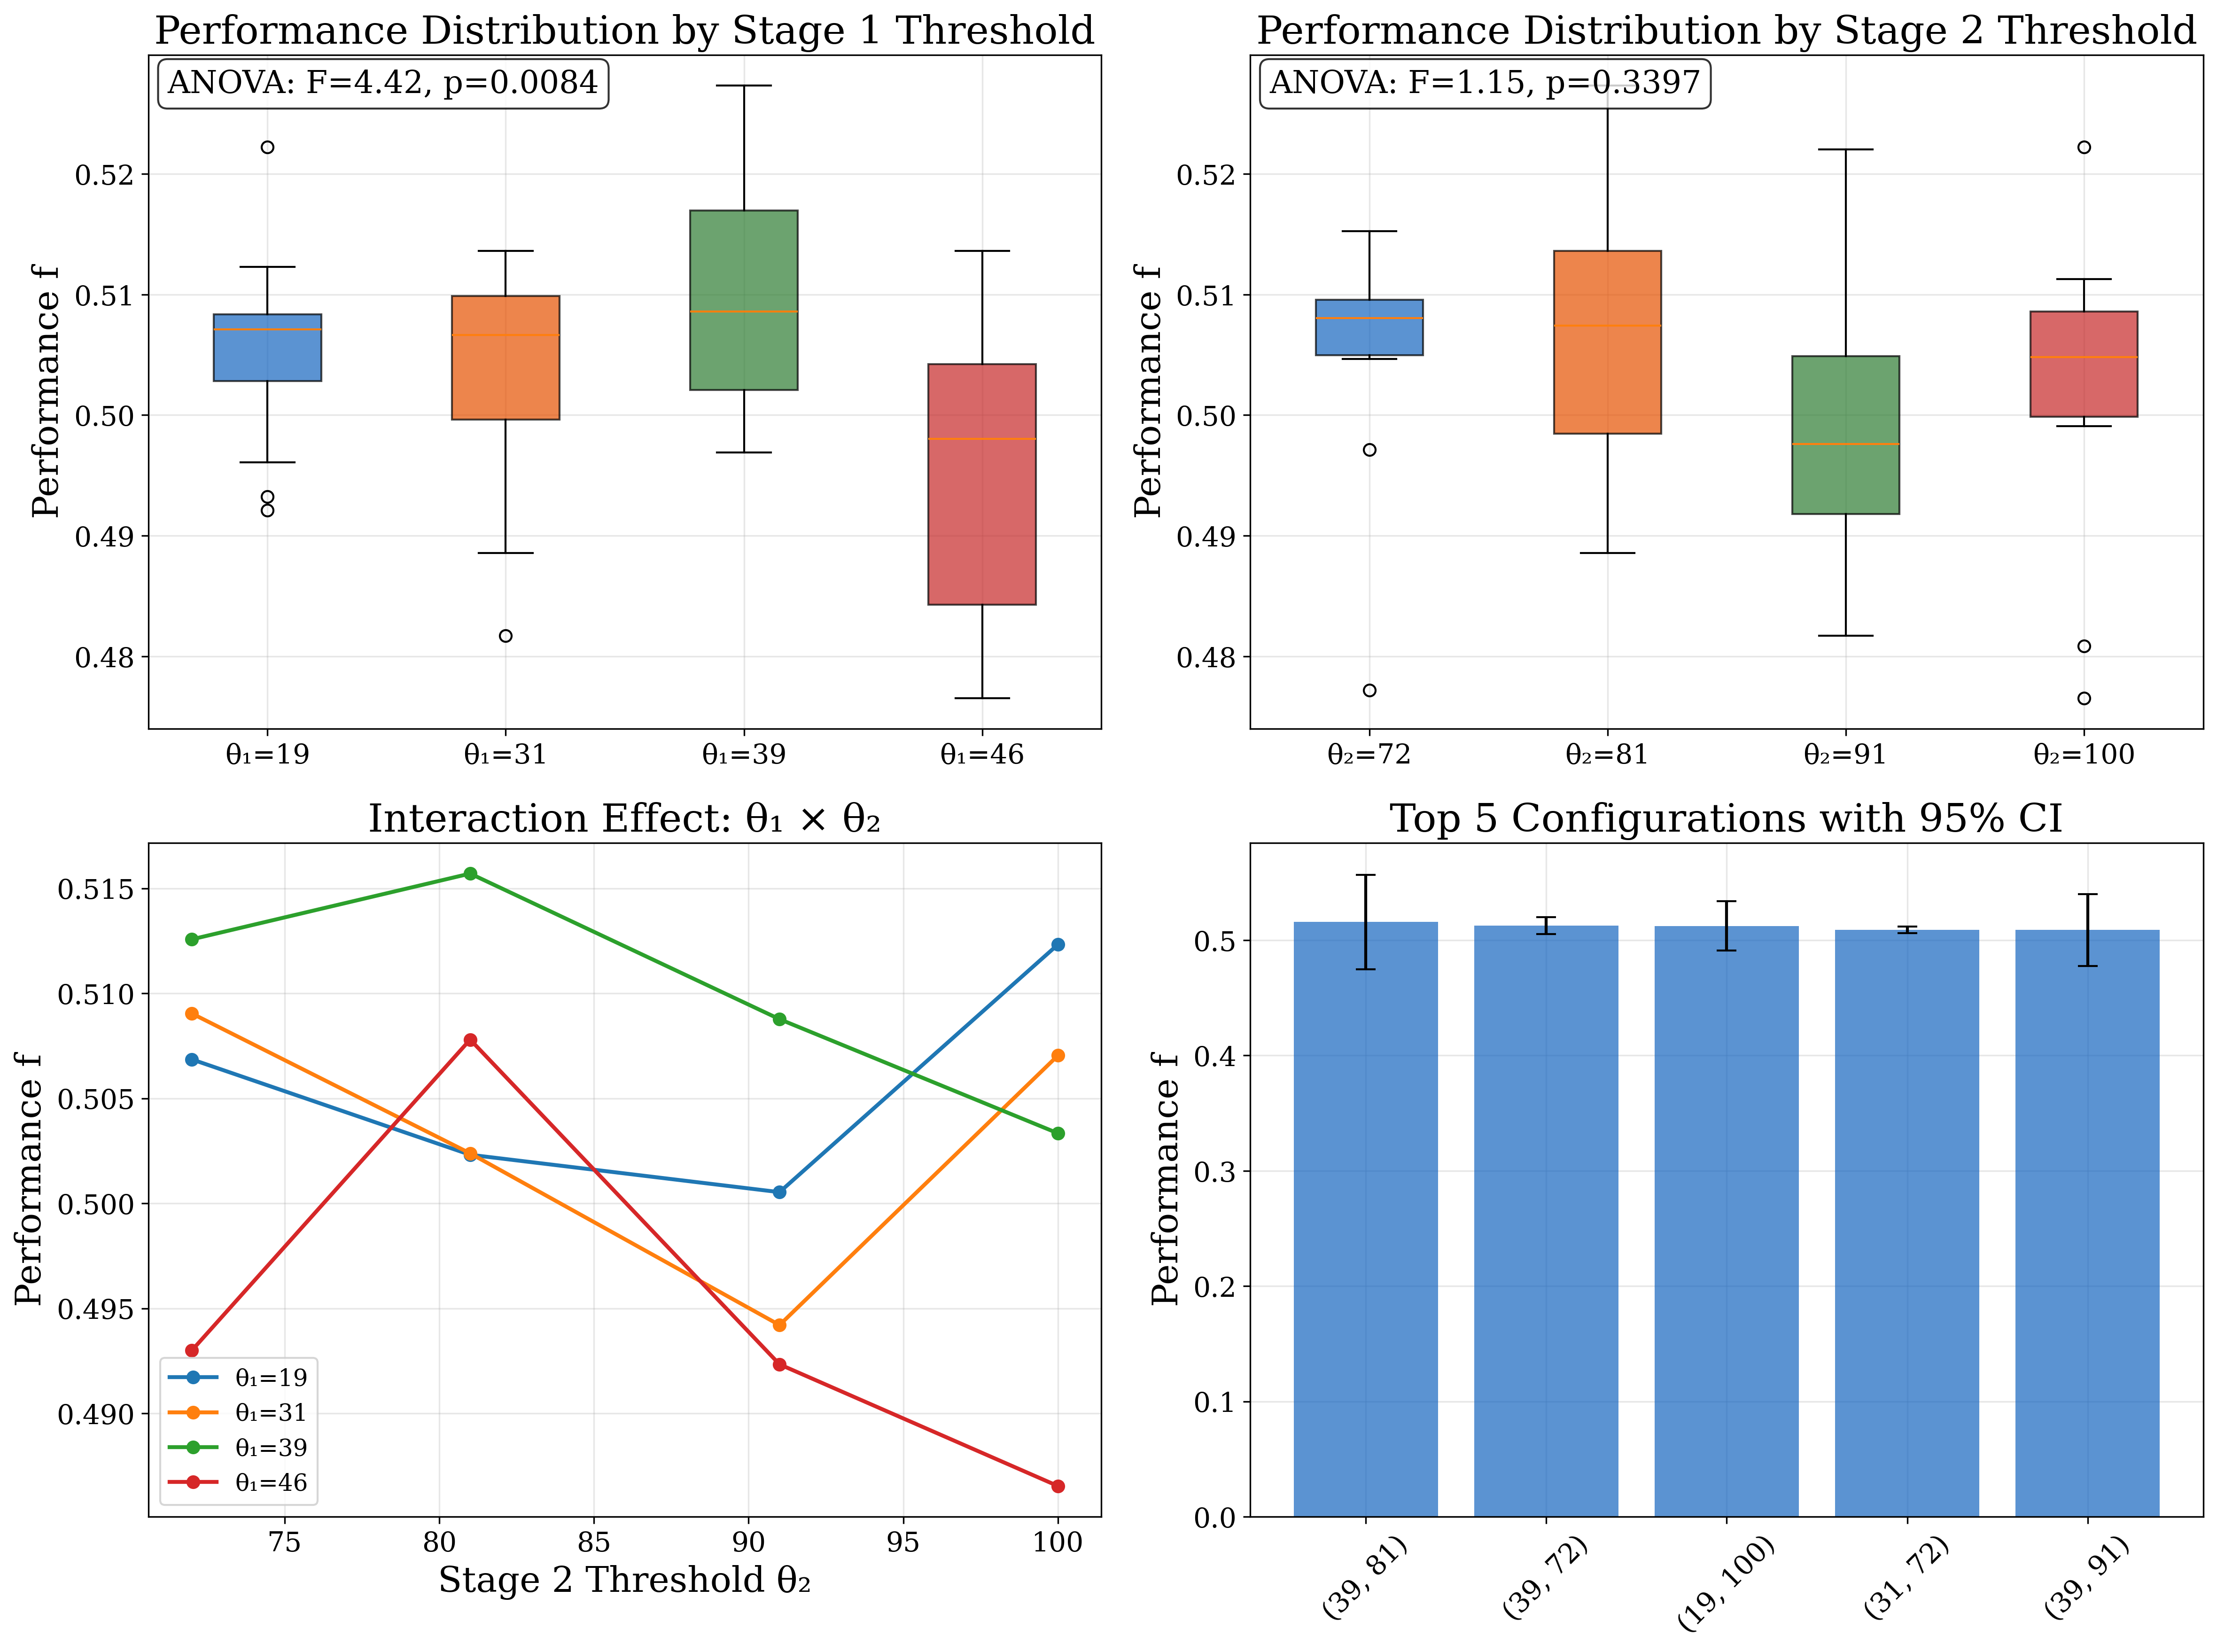 Performance Distribution by Stage 1 Threshold
ANOVA: F=4.42, p=0.0084
Performance f
0.52
0.51
0.50
0.49
0.48
θ₁=19
θ₁=31
θ₁=39
θ₁=46
Performance Distribution by Stage 2 Threshold
ANOVA: F=1.15, p=0.3397
Performance f
0.52
0.51
0.50
0.49
0.48
θ₂=72
θ₂=81
θ₂=91
θ₂=100
Interaction Effect: θ₁ × θ₂
Performance f
0.515
0.510
0.505
0.500
0.495
0.490
θ₁=19
θ₁=31
θ₁=39
θ₁=46
75
80
85
90
95
100
Stage 2 Threshold θ₂
Top 5 Configurations with 95% CI
Performance f
0.5
0.4
0.3
0.2
0.1
0.0
(39, 81)
(39, 72)
(19, 100)
(31, 72)
(39, 91)